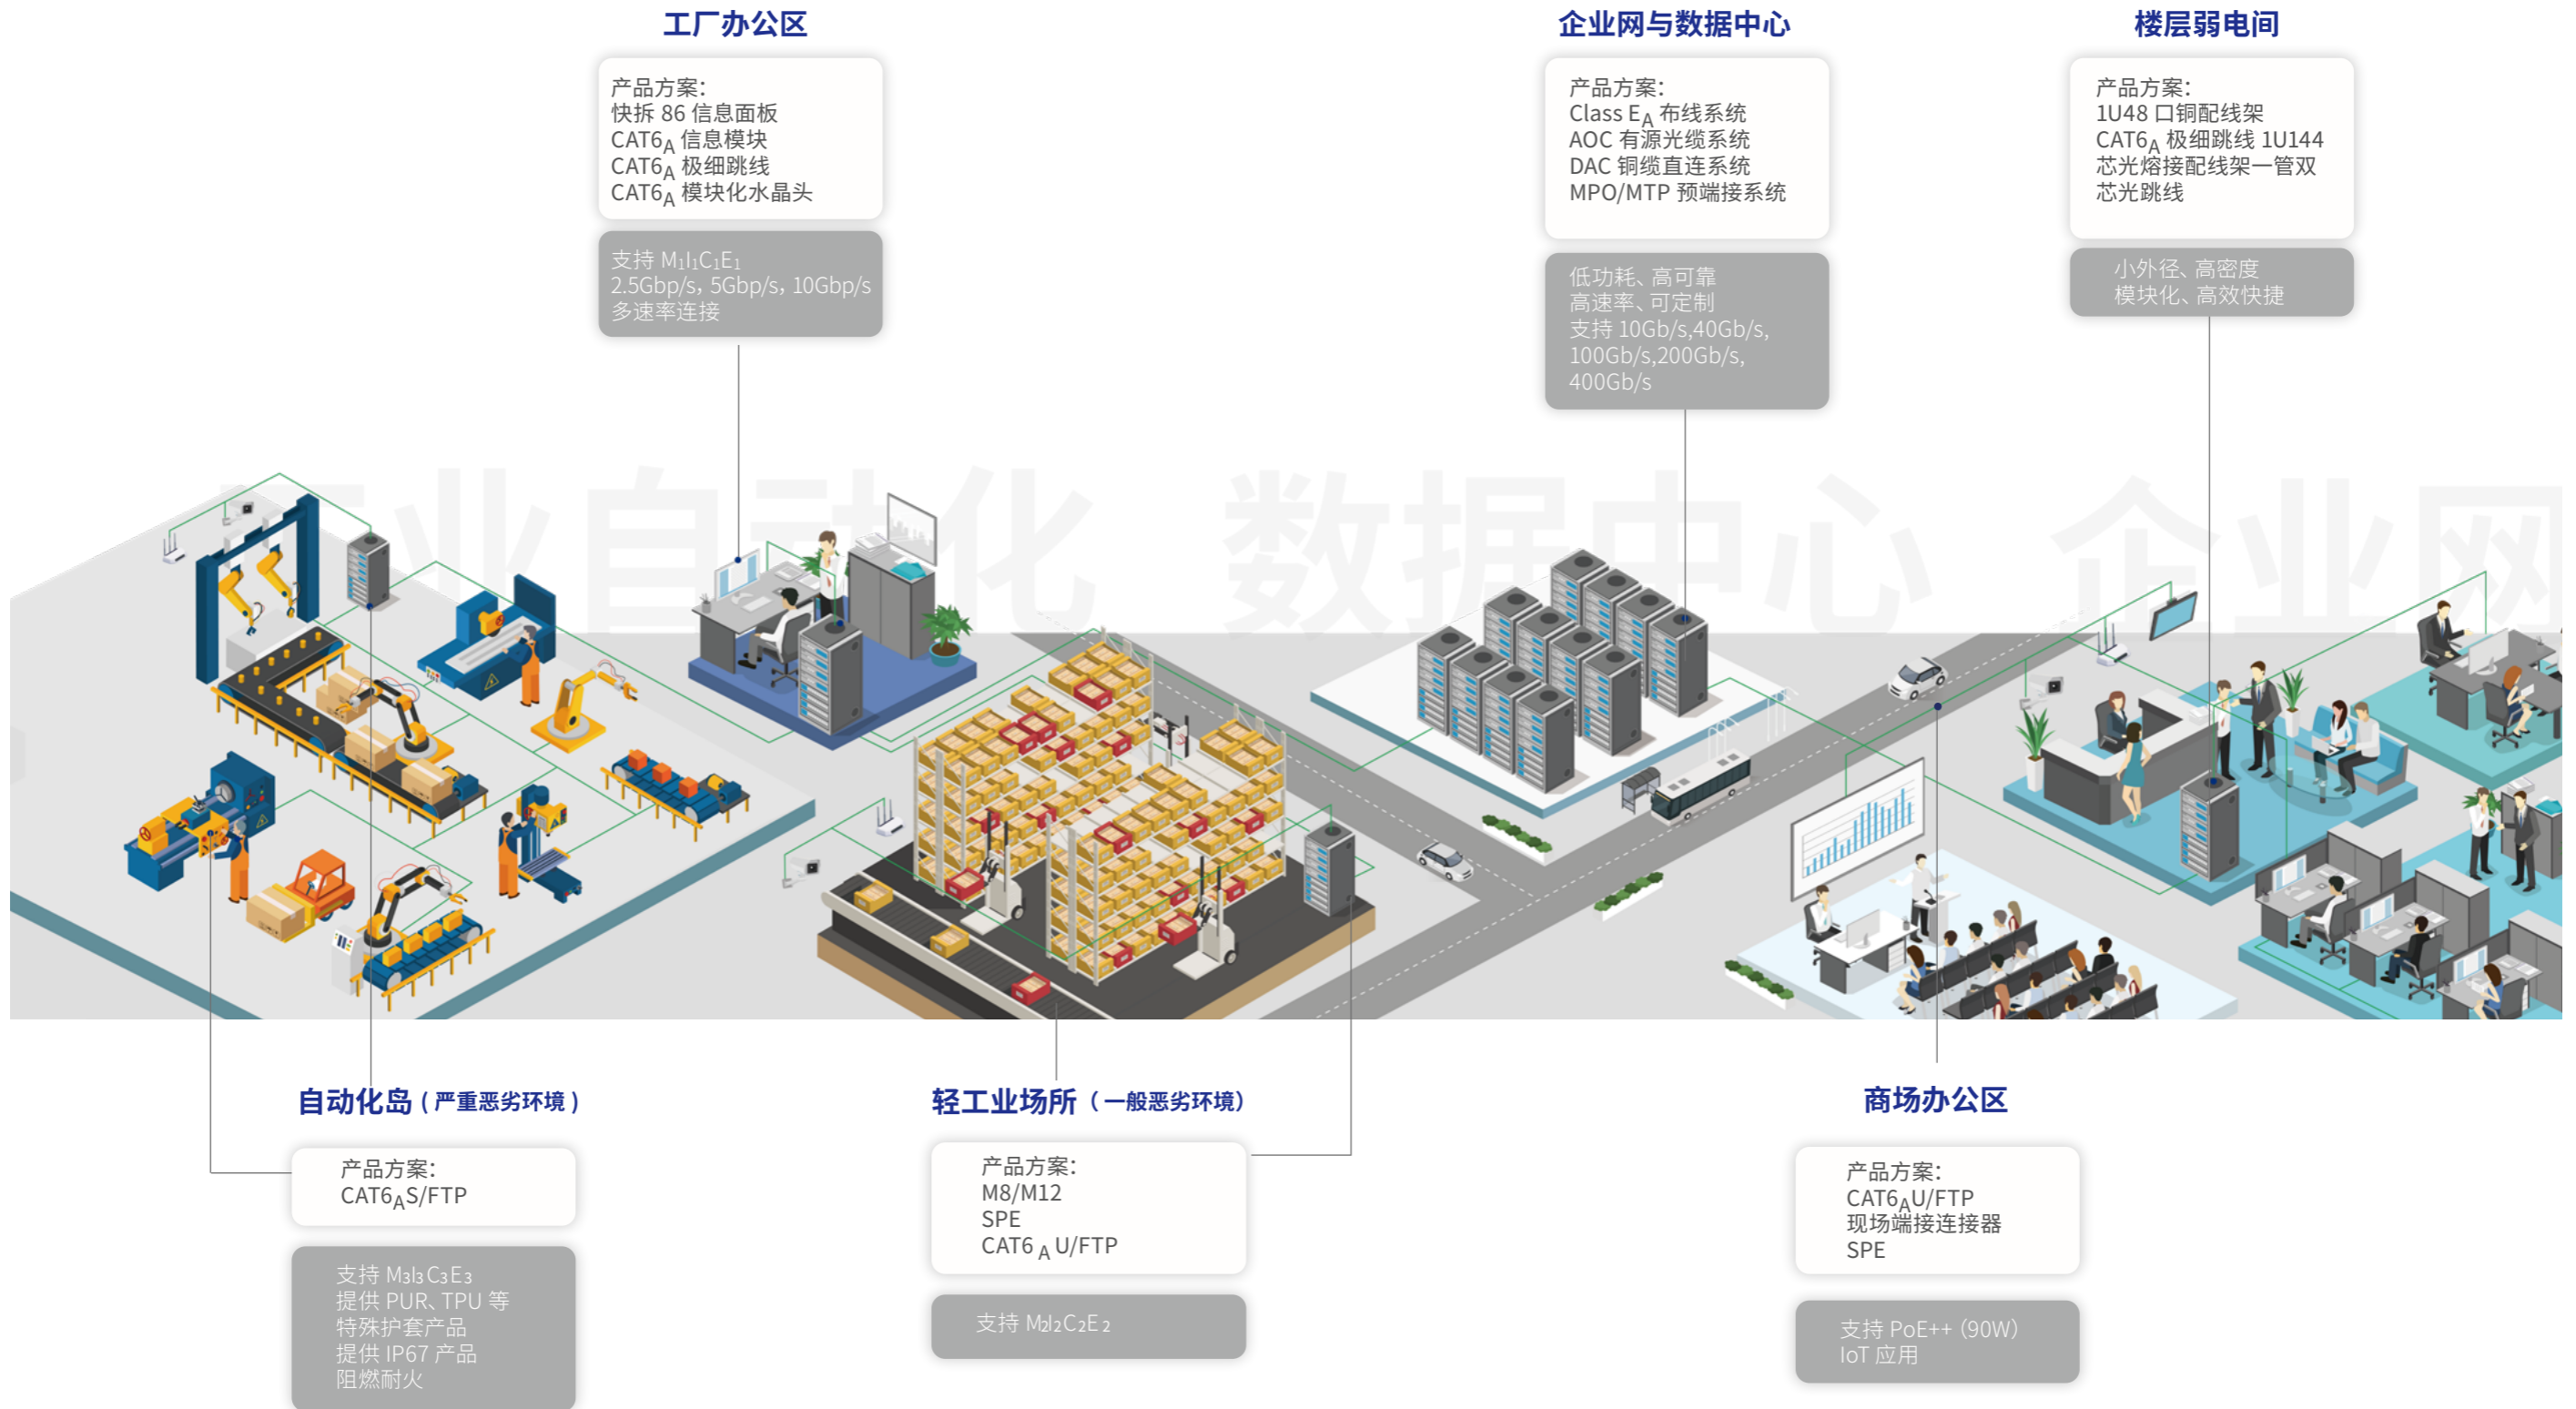 工厂办公区
产品方案：
快拆 86 信息面板
CAT6A 信息模块
CAT6A 极细跳线
CAT6A 模块化水晶头
支持 M₁I₁C₁E₁
2.5Gbp/s，5Gbp/s，10Gbp/s
多速率连接
企业网与数据中心
产品方案：
Class EA 布线系统
AOC 有源光缆系统
DAC 铜缆直连系统
MPO/MTP 预端接系统
低功耗、高可靠
高速率、可定制
支持 10Gb/s,40Gb/s,
100Gb/s,200Gb/s,
400Gb/s
楼层弱电间
产品方案：
1U48 口铜配线架
CAT6A 极细跳线 1U144
芯光熔接配线架一管双
芯光跳线
小外径、高密度
模块化、高效快捷
业自动化 数据中心 企业网
自动化岛 ( 严重恶劣环境 )
产品方案：
CAT6AS/FTP
支持 M₃I₃C₃E₃
提供 PUR、TPU 等
特殊护套产品
提供 IP67 产品
阻燃耐火
轻工业场所（ 一般恶劣环境）
产品方案：
M8/M12
SPE
CAT6 A U/FTP
支持 M₂I₂C₂E₂
商场办公区
产品方案：
CAT6AU/FTP
现场端接连接器
SPE
支持 PoE++（90W）
IoT 应用